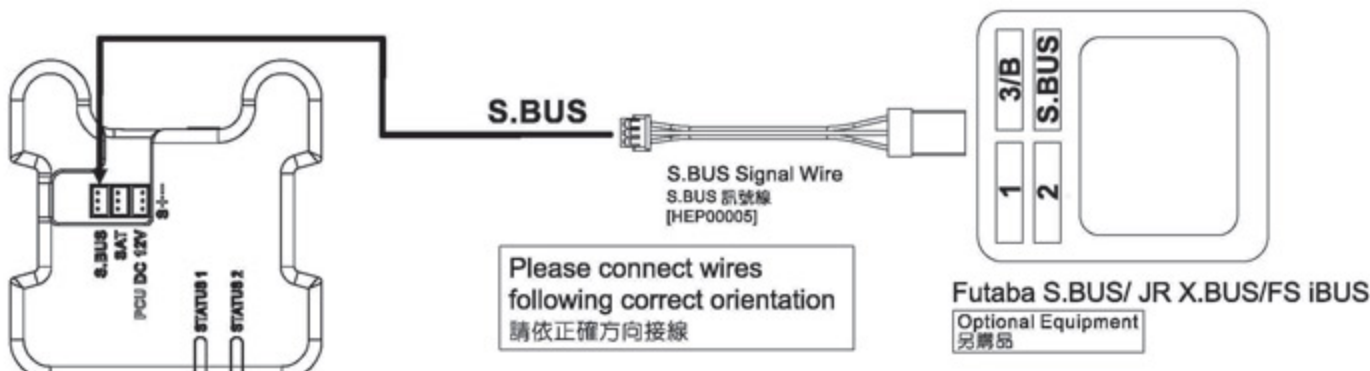 S.BUS
S.BUS Signal Wire
S.BUS 訊號線
[HEP00005]
Please connect wires
following correct orientation
請依正確方向接線
3/B
S.BUS
1
2
Futaba S.BUS/ JR X.BUS/FS iBUS
Optional Equipment
另購品
S.BUS
SAT
PCU DC 12V
S+−
STATUS 1
STATUS 2